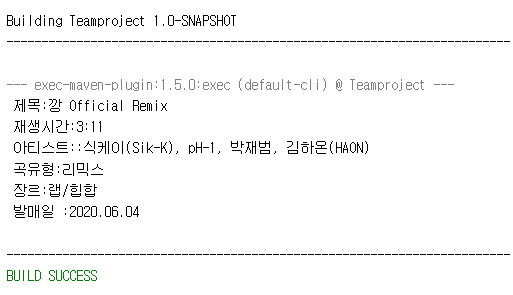 Building Teamproject 1.0-SNAPSHOT
------------------------------------------------------------------------
--- exec-maven-plugin:1.5.0:exec (default-cli) @ Teamproject ---
제목:깡 Official Remix
재생시간:3:11
아티스트::식케이(Sik-K), pH-1, 박재범, 김하온(HAON)
곡유형:리믹스
장르:랩/힙합
발매일 :2020.06.04
------------------------------------------------------------------------
BUILD SUCCESS